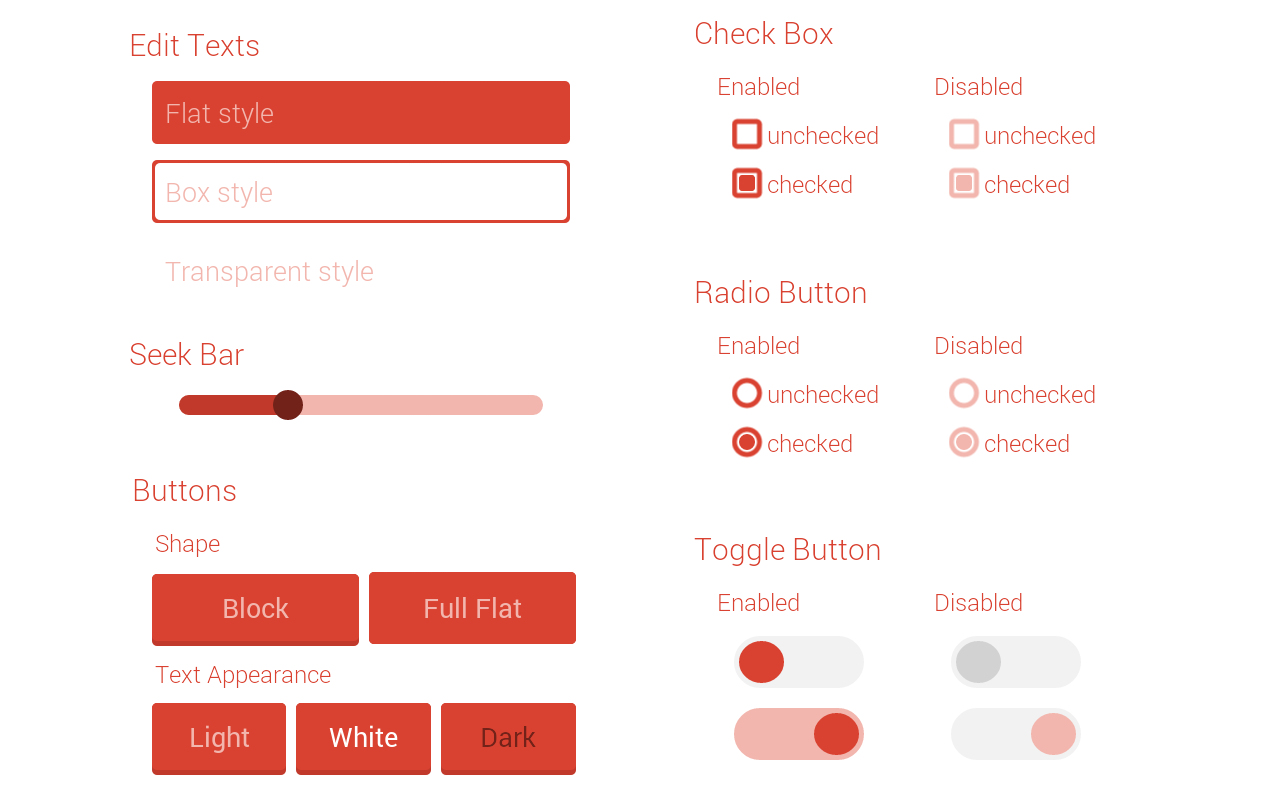 Edit Texts
Flat style
Box style
Transparent style
Seek Bar
Buttons
Shape
Block Full Flat
Text Appearance
Light White Dark
Check Box
Enabled Disabled
unchecked unchecked
checked checked
Radio Button
Enabled Disabled
unchecked unchecked
checked checked
Toggle Button
Enabled Disabled